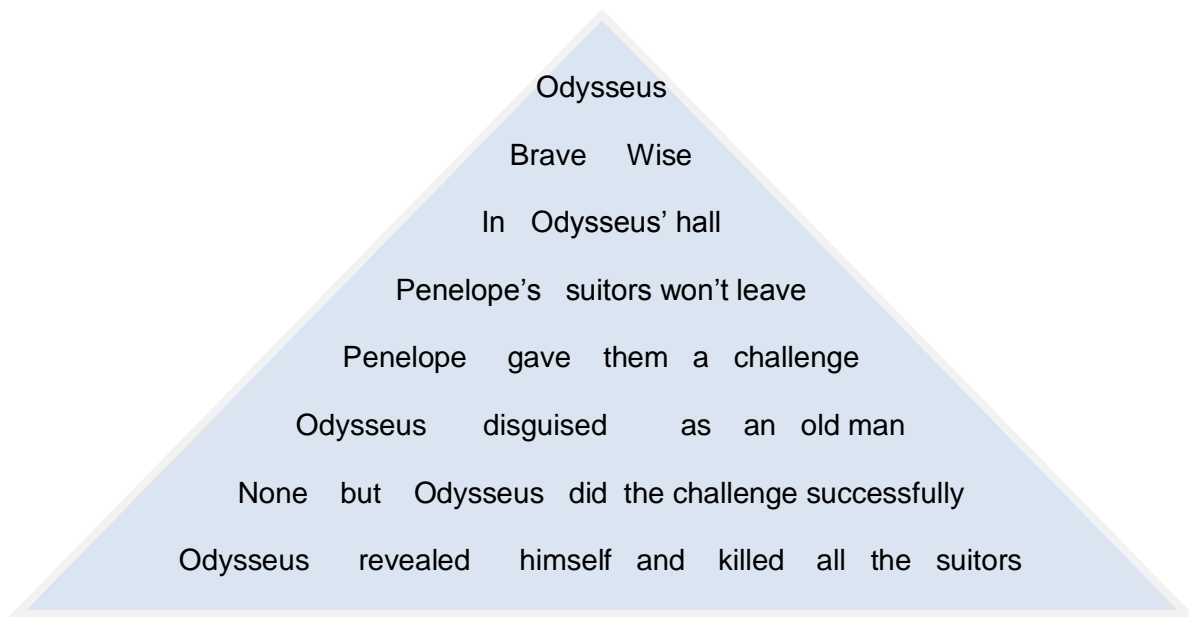 Odysseus
Brave Wise
In Odysseus’ hall
Penelope’s suitors won’t leave
Penelope gave them a challenge
Odysseus disguised as an old man
None but Odysseus did the challenge successfully
Odysseus revealed himself and killed all the suitors